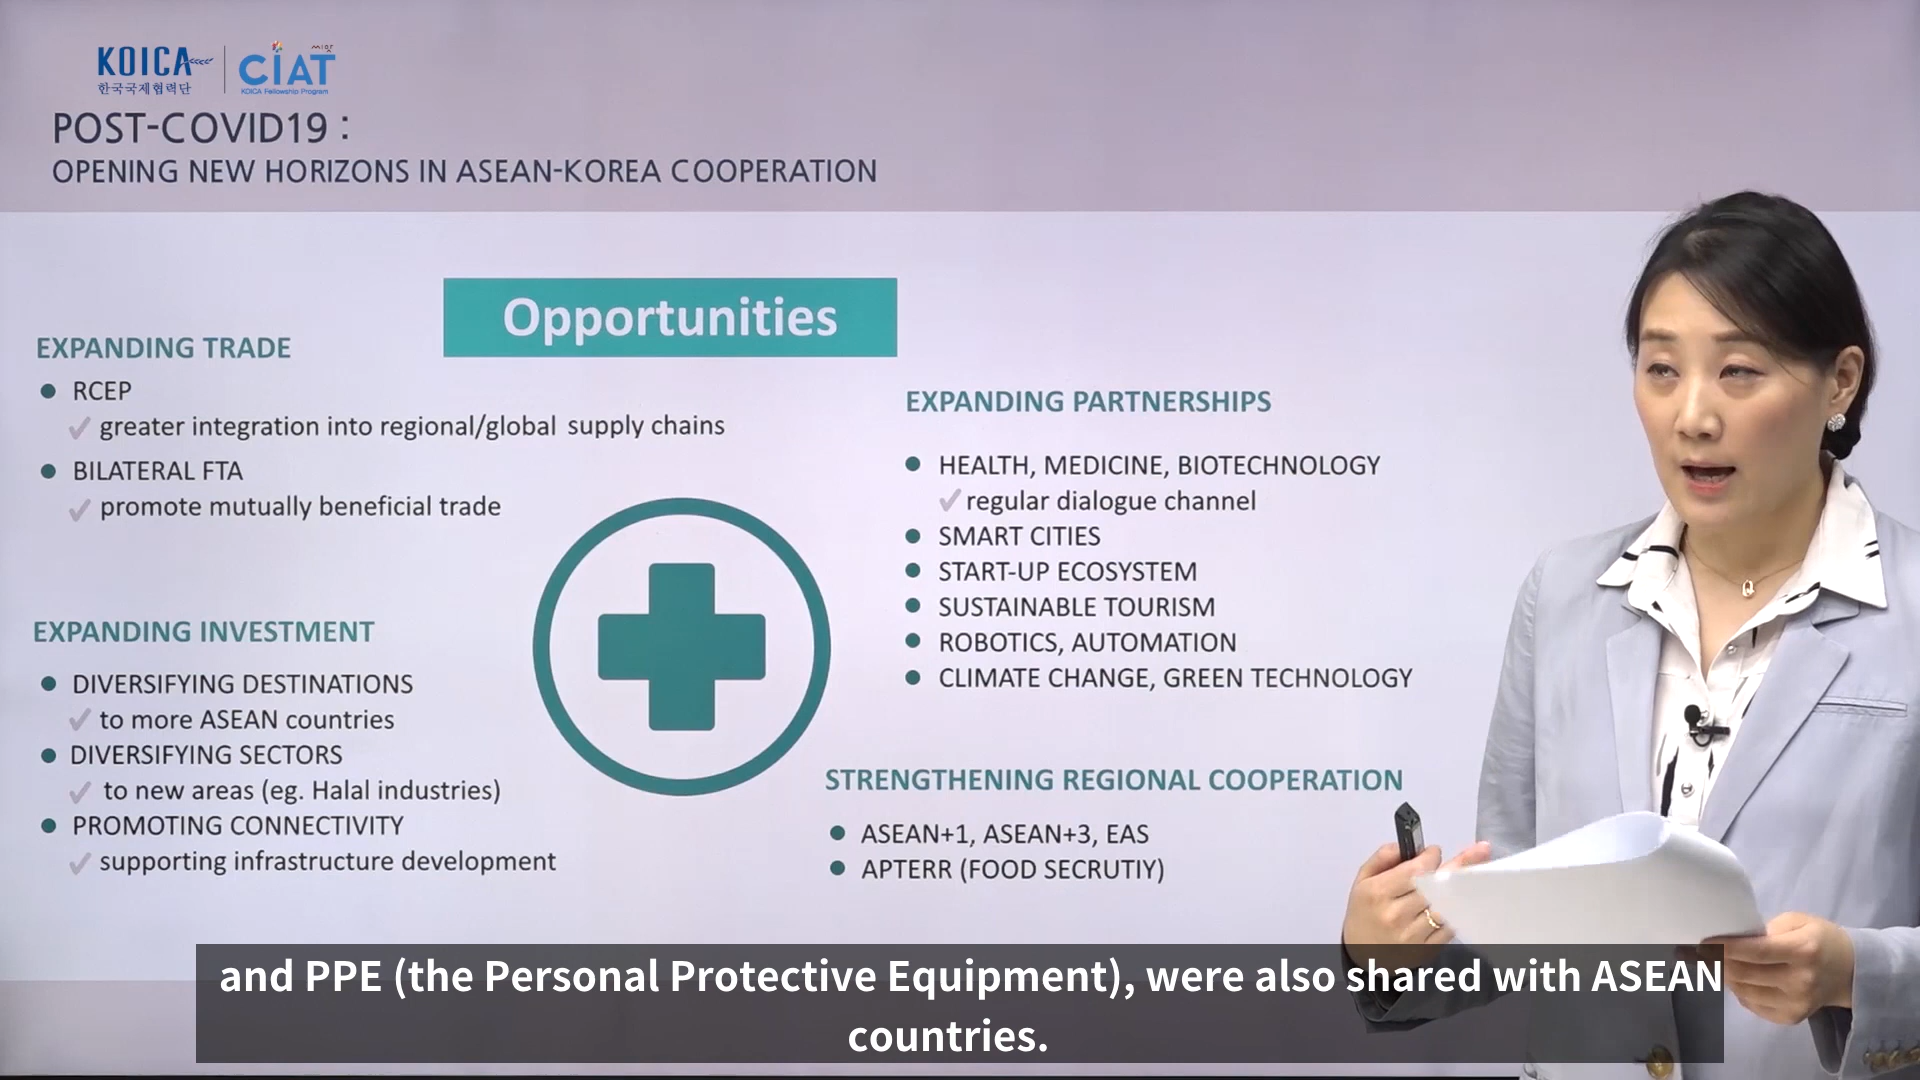 KOICA
한국국제협력단
씨앗
CIAT
KOICA Fellowship Program
POST-COVID19 :
OPENING NEW HORIZONS IN ASEAN-KOREA COOPERATION
Opportunities
EXPANDING TRADE
RCEP
greater integration into regional/global supply chains
BILATERAL FTA
promote mutually beneficial trade
EXPANDING INVESTMENT
DIVERSIFYING DESTINATIONS
to more ASEAN countries
DIVERSIFYING SECTORS
to new areas (eg. Halal industries)
PROMOTING CONNECTIVITY
supporting infrastructure development
EXPANDING PARTNERSHIPS
HEALTH, MEDICINE, BIOTECHNOLOGY
regular dialogue channel
SMART CITIES
START-UP ECOSYSTEM
SUSTAINABLE TOURISM
ROBOTICS, AUTOMATION
CLIMATE CHANGE, GREEN TECHNOLOGY
STRENGTHENING REGIONAL COOPERATION
ASEAN+1, ASEAN+3, EAS
APTERR (FOOD SECRUTIY)
and PPE (the Personal Protective Equipment), were also shared with ASEAN
countries.